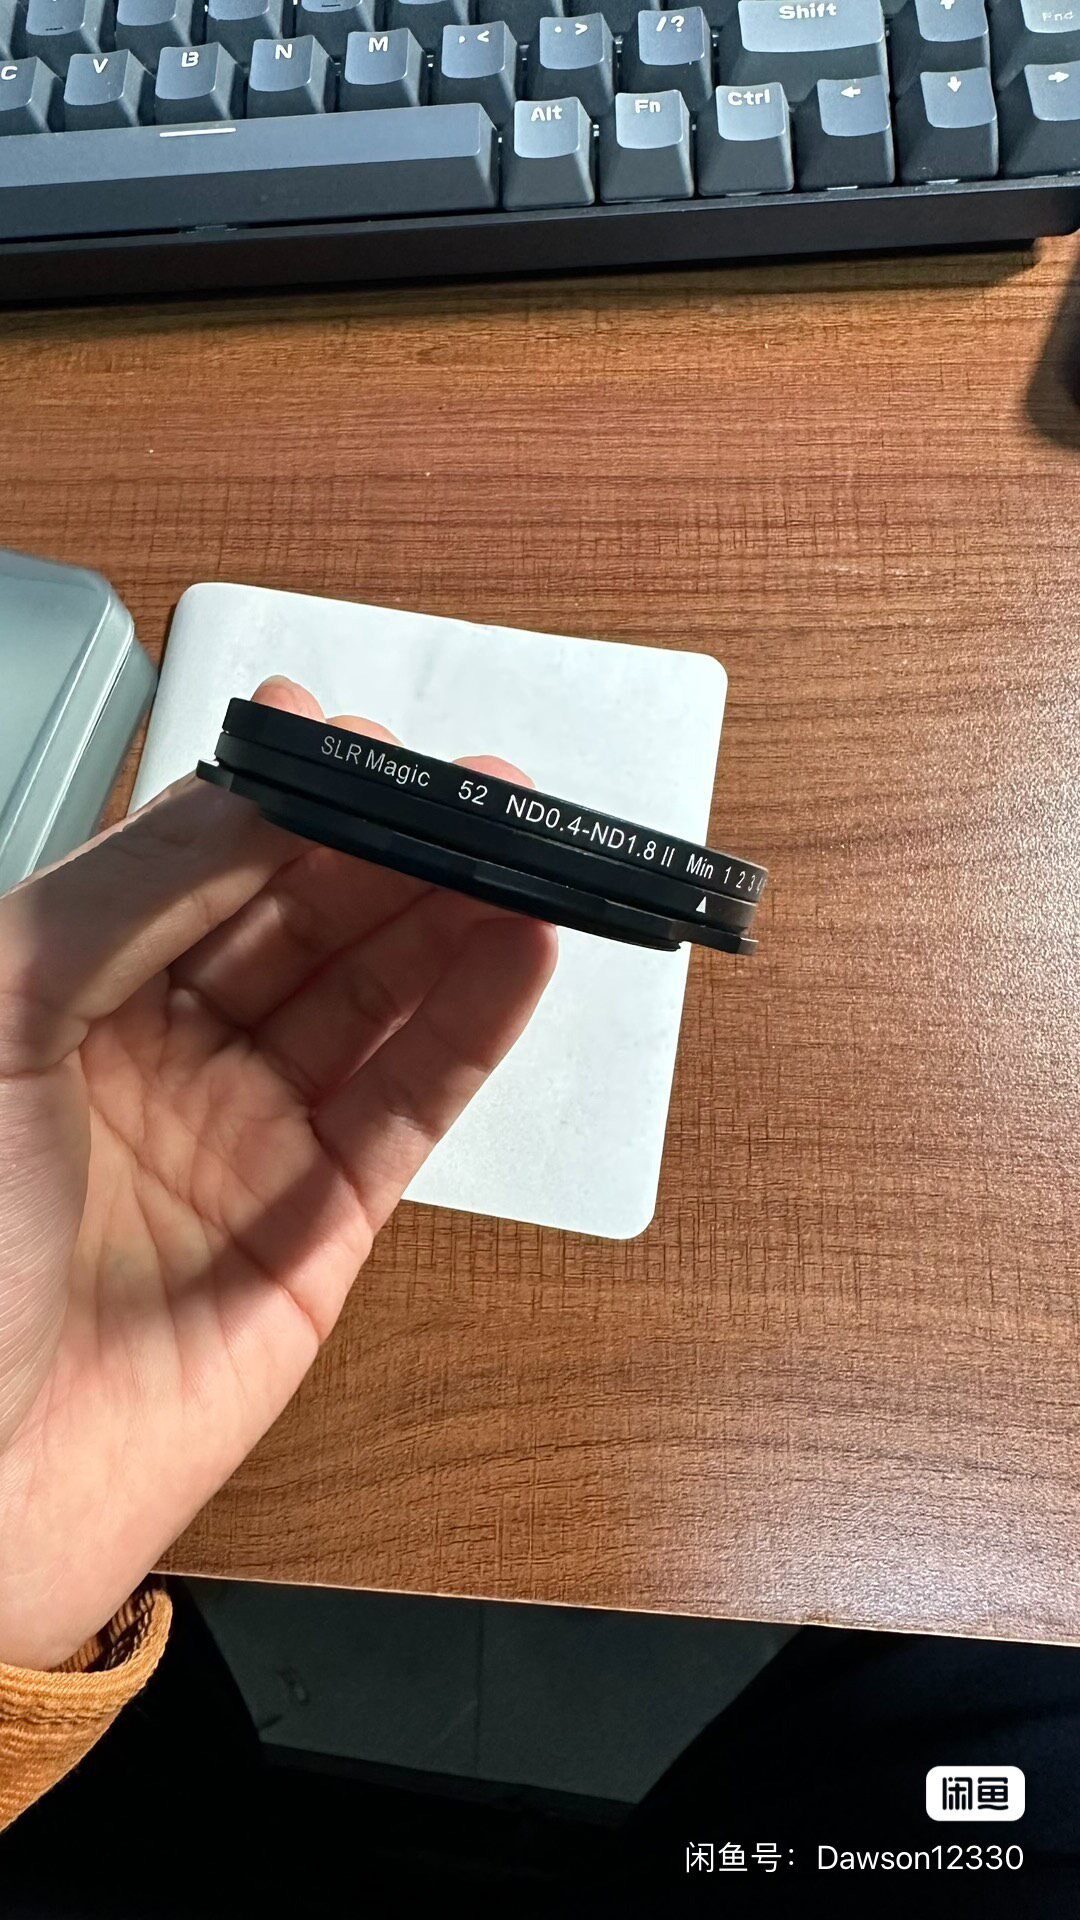 Shift
Fnd
C V B N M , < . > / ?
Alt Fn Ctrl ← ↓ →
SLR Magic 52 ND0.4-ND1.8 II Min 1 2 3
闲鱼
闲鱼号：Dawson12330